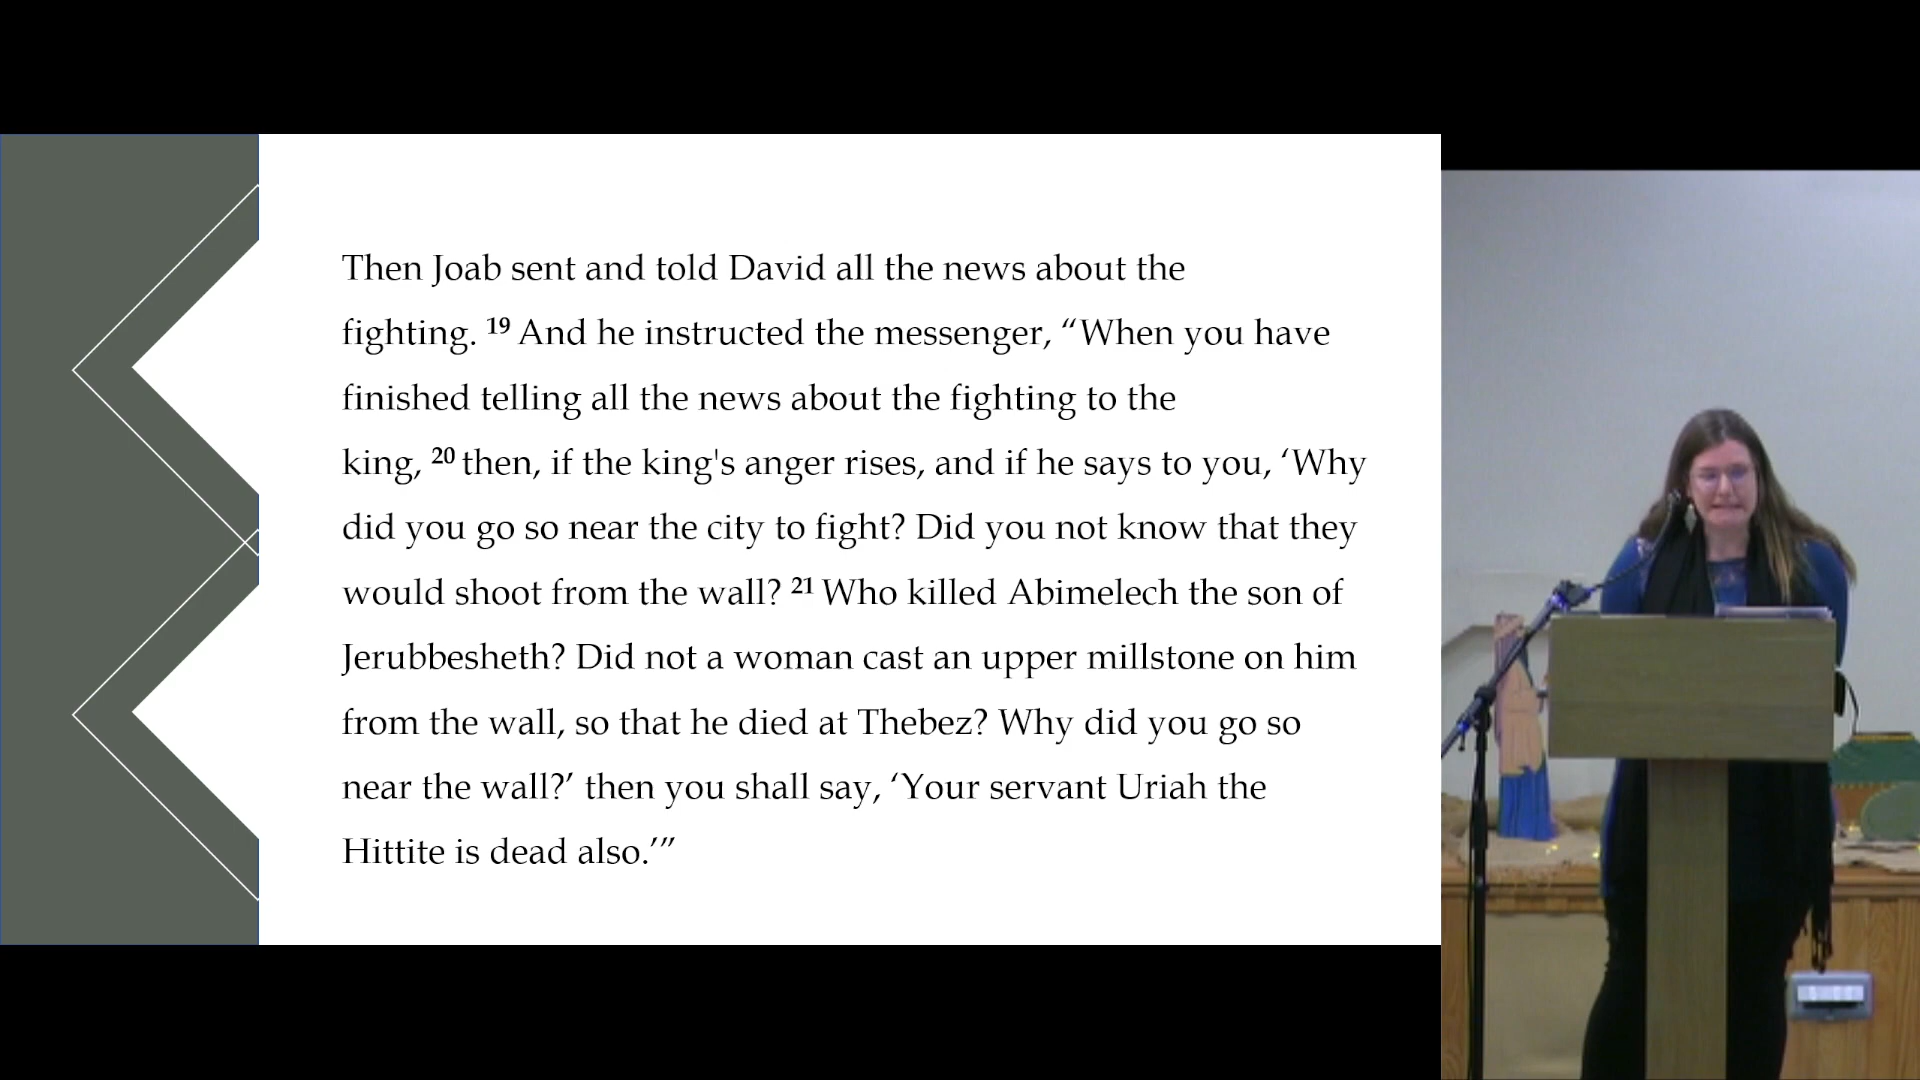 Then Joab sent and told David all the news about the
fighting. 19 And he instructed the messenger, “When you have
finished telling all the news about the fighting to the
king, 20 then, if the king's anger rises, and if he says to you, ‘Why
did you go so near the city to fight? Did you not know that they
would shoot from the wall? 21 Who killed Abimelech the son of
Jerubbesheth? Did not a woman cast an upper millstone on him
from the wall, so that he died at Thebez? Why did you go so
near the wall?’ then you shall say, ‘Your servant Uriah the
Hittite is dead also.’”